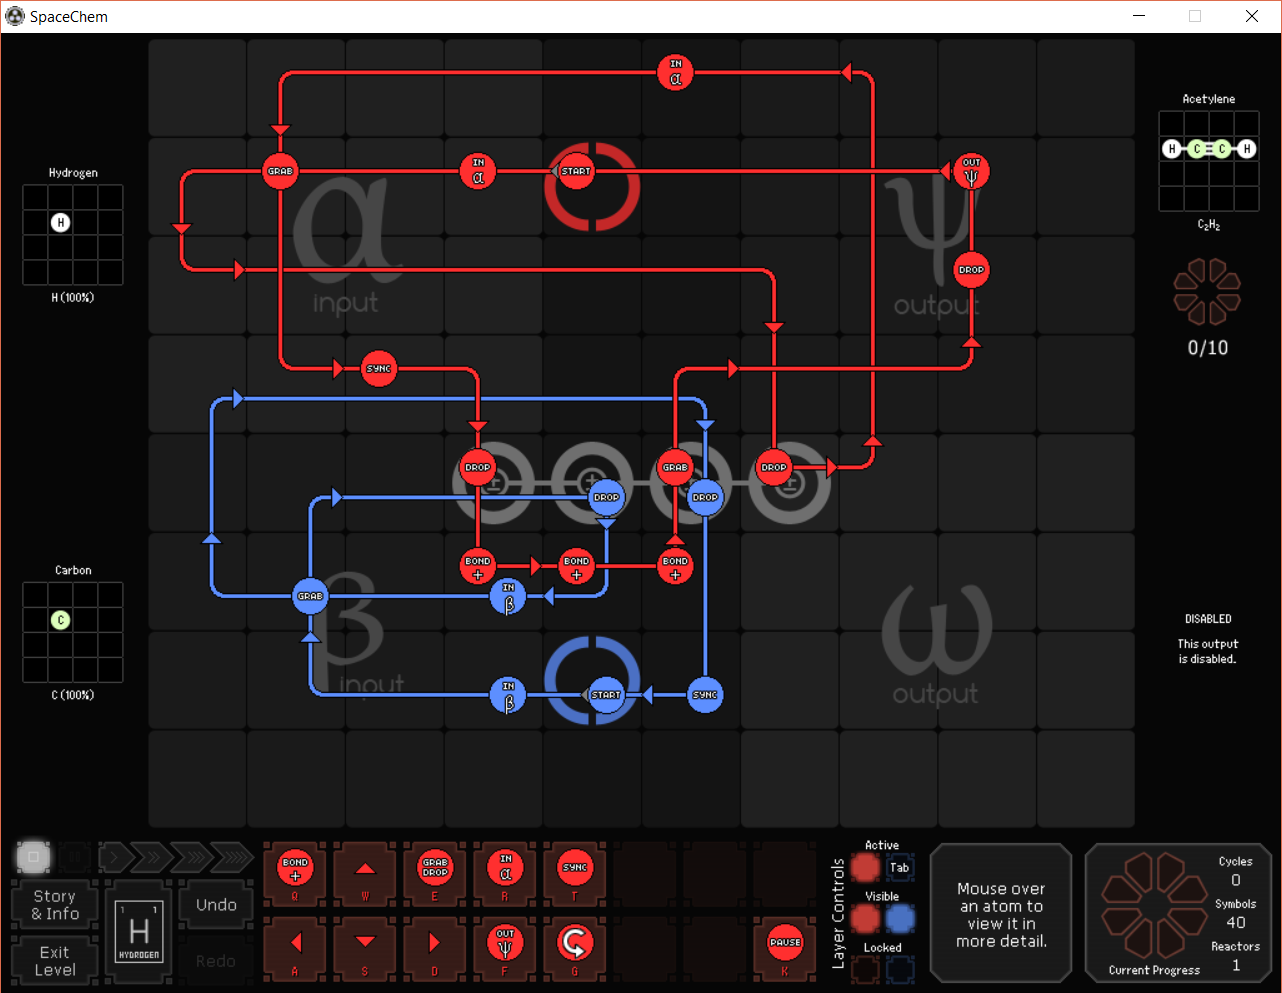 SpaceChem
IN
α
Acetylene
H C C H
C₂H₂
0/10
Hydrogen
H
H (100%)
GRAB
IN
α
START
OUT
ψ
α
input
ψ
output
DROP
SYNC
DROP
GRAB
DROP
DROP
DROP
BOND
+
BOND
+
BOND
+
Carbon
C
C (100%)
GRAB
IN
β
β
input
IN
β
START
SYNC
ω
output
DISABLED
This output
is disabled.
Story
& Info
Exit
Level
1 1
H
HYDROGEN
Undo
Redo
BOND
+
Q
W
GRAB
DROP
E
IN
α
R
SYNC
T
A
S
D
OUT
ψ
F
G
PAUSE
K
Layer Controls
Active
Tab
Visible
Locked
Mouse over
an atom to
view it in
more detail.
Cycles
0
Symbols
40
Reactors
1
Current Progress